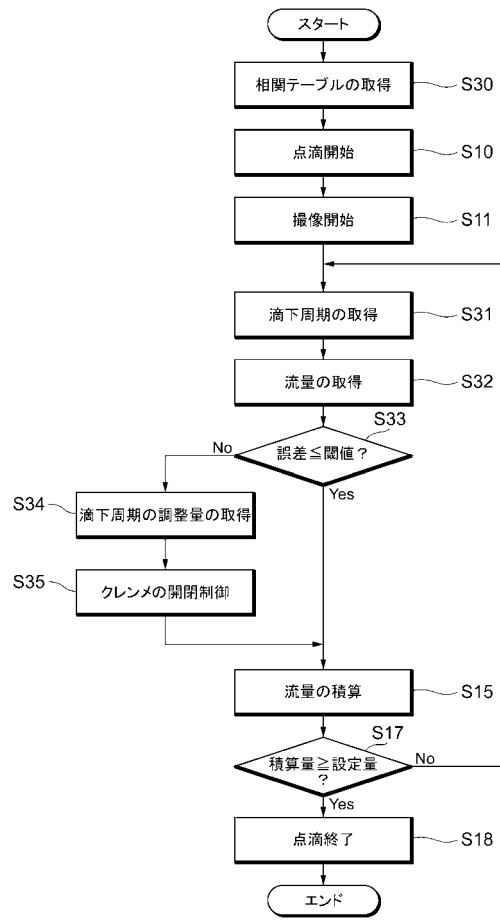 スタート
相関テーブルの取得
S30
点滴開始
S10
撮像開始
S11
滴下周期の取得
S31
流量の取得
S32
S33
誤差≦閾値？
No
Yes
S34
滴下周期の調整量の取得
S35
クレンメの開閉制御
流量の積算
S15
S17
積算量≧設定量
？
No
Yes
点滴終了
S18
エンド